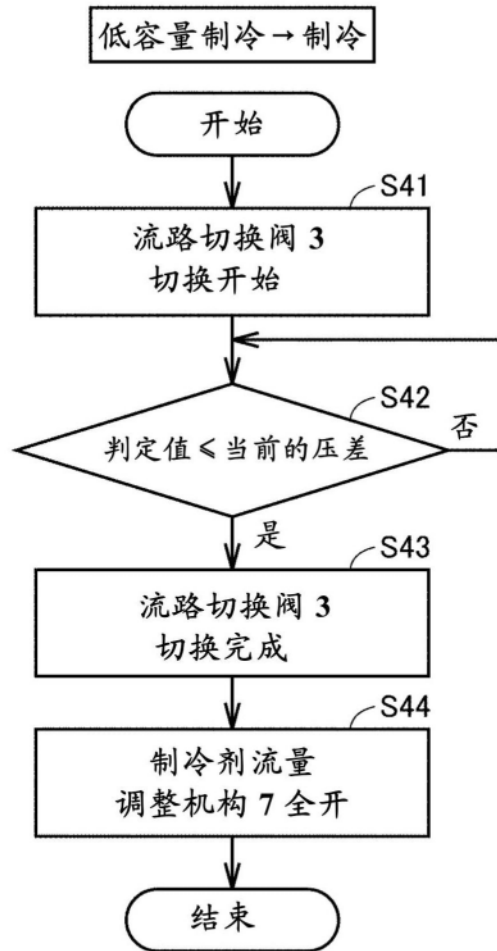 低容量制冷→制冷
开始
S41
流路切换阀 3
切换开始
S42
判定值≤当前的压差
否
是
S43
流路切换阀 3
切换完成
S44
制冷剂流量
调整机构 7 全开
结束